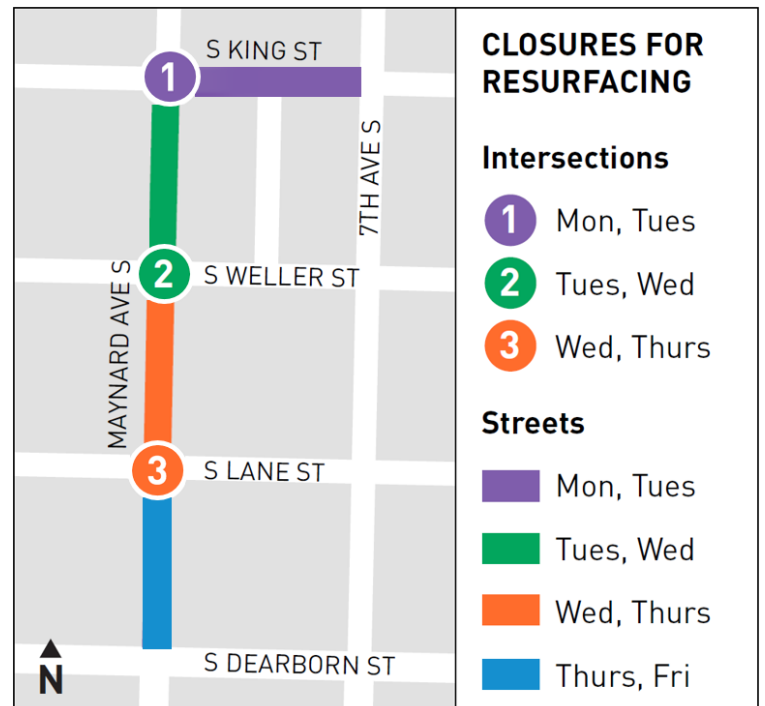 S KING ST
1
7TH AVE S
MAYNARD AVE S
2
S WELLER ST
3
S LANE ST
S DEARBORN ST
N
CLOSURES FOR
RESURFACING
Intersections
1 Mon, Tues
2 Tues, Wed
3 Wed, Thurs
Streets
Mon, Tues
Tues, Wed
Wed, Thurs
Thurs, Fri